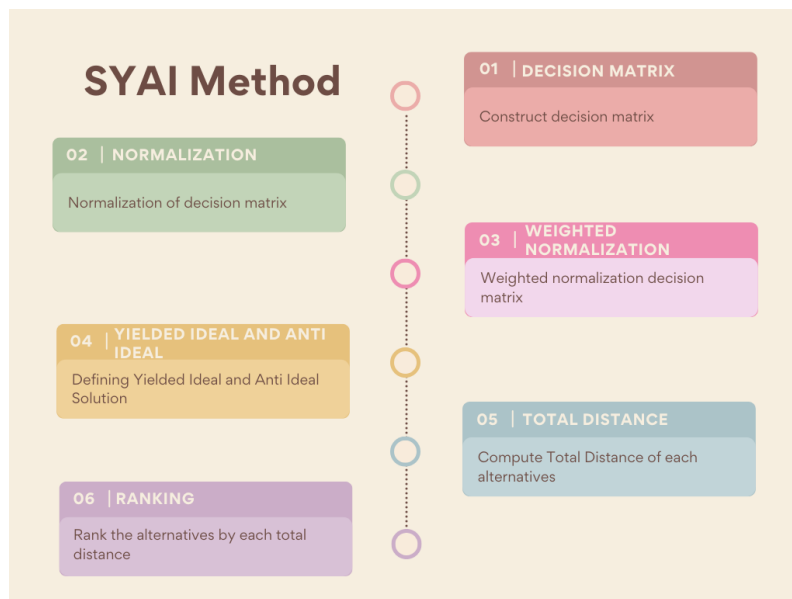 SYAI Method
01 | DECISION MATRIX
Construct decision matrix
02 | NORMALIZATION
Normalization of decision matrix
03 | WEIGHTED
NORMALIZATION
Weighted normalization decision
matrix
04 | YIELDED IDEAL AND ANTI
IDEAL
Defining Yielded Ideal and Anti Ideal
Solution
05 | TOTAL DISTANCE
Compute Total Distance of each
alternatives
06 | RANKING
Rank the alternatives by each total
distance